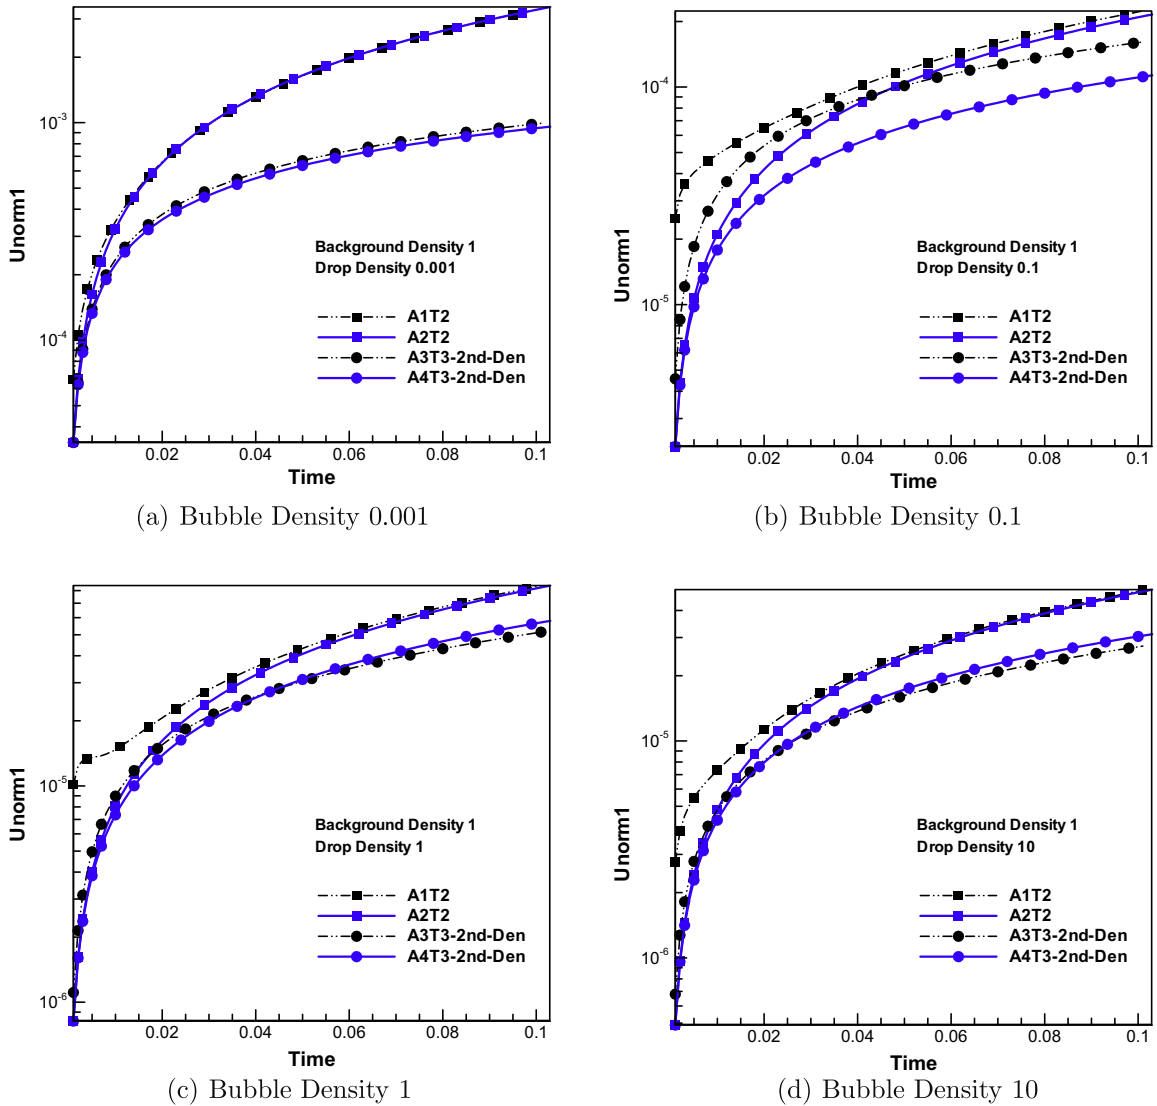 Unorm1
10^-3
10^-4
Background Density 1
Drop Density 0.001
A1T2
A2T2
A3T3-2nd-Den
A4T3-2nd-Den
0.02 0.04 0.06 0.08 0.1
Time
(a) Bubble Density 0.001
Unorm1
10^-4
10^-5
Background Density 1
Drop Density 0.1
A1T2
A2T2
A3T3-2nd-Den
A4T3-2nd-Den
0.02 0.04 0.06 0.08 0.1
Time
(b) Bubble Density 0.1
Unorm1
10^-5
10^-6
Background Density 1
Drop Density 1
A1T2
A2T2
A3T3-2nd-Den
A4T3-2nd-Den
0.02 0.04 0.06 0.08 0.1
Time
(c) Bubble Density 1
Unorm1
10^-5
10^-6
Background Density 1
Drop Density 10
A1T2
A2T2
A3T3-2nd-Den
A4T3-2nd-Den
0.02 0.04 0.06 0.08 0.1
Time
(d) Bubble Density 10